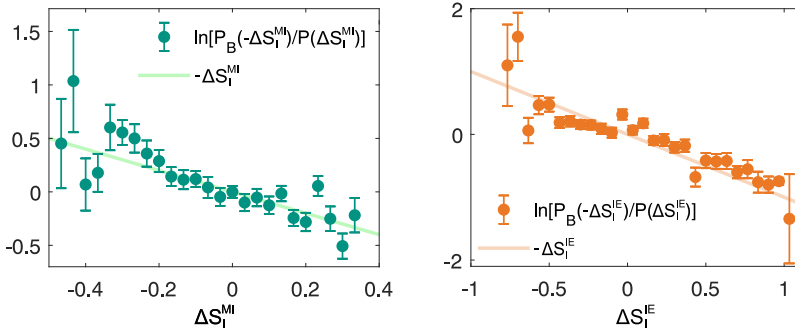 1.5
1
0.5
0
-0.5
ln[P_B(-ΔS_I^MI)/P(ΔS_I^MI)]
-ΔS_I^MI
-0.4 -0.2 0 0.2 0.4
ΔS_I^MI
2
0
-2
ln[P_B(-ΔS_I^IE)/P(ΔS_I^IE)]
-ΔS_I^IE
-1 -0.5 0 0.5 1
ΔS_I^IE